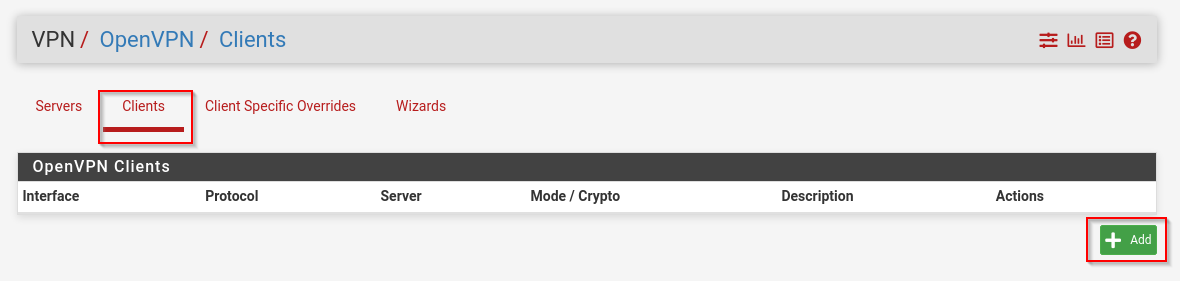 VPN / OpenVPN / Clients
Servers Clients Client Specific Overrides Wizards
OpenVPN Clients
Interface Protocol Server Mode / Crypto Description Actions
Add